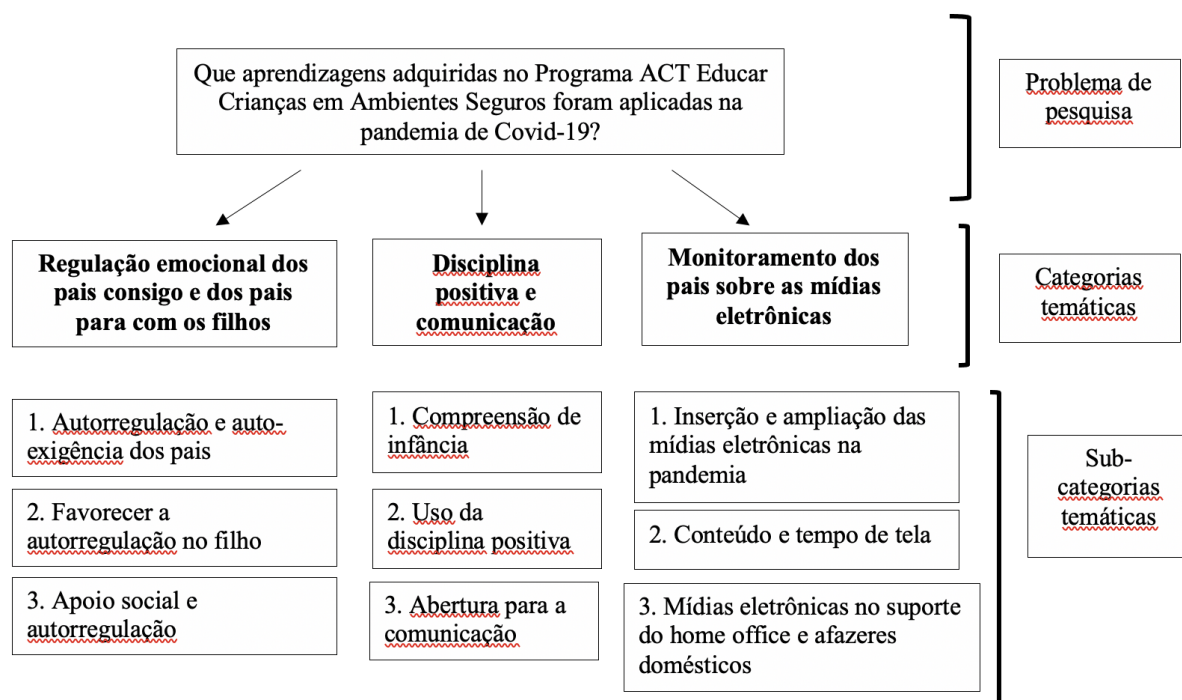 Que aprendizagens adquiridas no Programa ACT Educar
Crianças em Ambientes Seguros foram aplicadas na
pandemia de Covid-19?
Problema de
pesquisa
Regulação emocional dos
pais consigo e dos pais
para com os filhos
Disciplina
positiva e
comunicação
Monitoramento dos
pais sobre as mídias
eletrônicas
Categorias
temáticas
1. Autorregulação e auto-
exigência dos pais
2. Favorecer a
autorregulação no filho
3. Apoio social e
autorregulação
1. Compreensão de
infância
2. Uso da
disciplina positiva
3. Abertura para a
comunicação
1. Inserção e ampliação das
mídias eletrônicas na
pandemia
2. Conteúdo e tempo de tela
3. Mídias eletrônicas no suporte
do home office e afazeres
domésticos
Sub-
categorias
temáticas